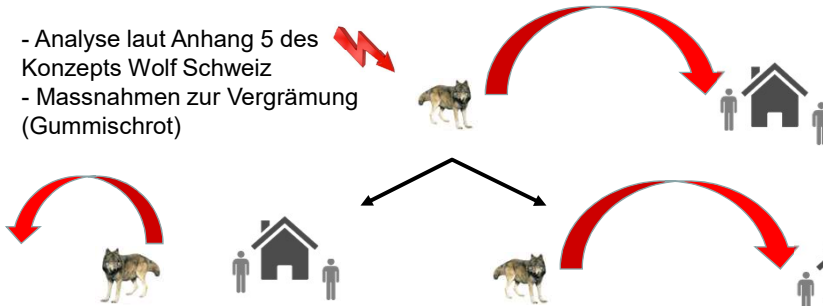 - Analyse laut Anhang 5 des
Konzepts Wolf Schweiz
- Massnahmen zur Vergrämung
(Gummischrot)